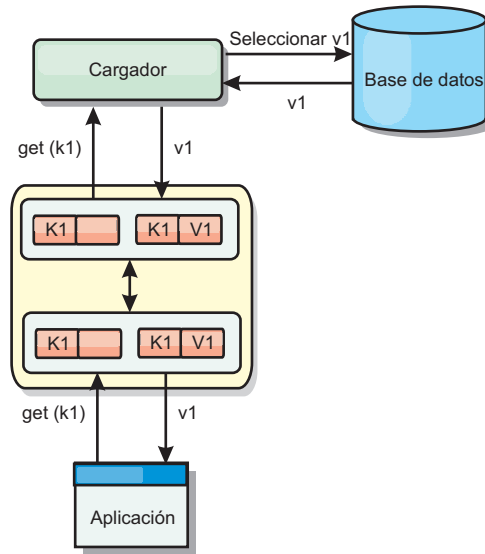 Seleccionar v1
Cargador
Base de datos
v1
get (k1)
v1
K1
K1 V1
K1
K1 V1
get (k1)
v1
Aplicación